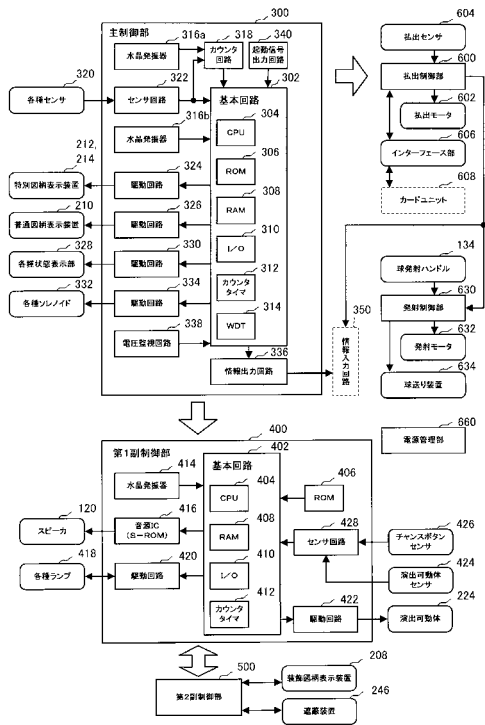 300
主制御部
316a
水晶発振器
318
カウンタ
回路
340
起動信号
出力回路
302
320
各種センサ
322
センサ回路
基本回路
316b
水晶発振器
304
CPU
306
ROM
308
RAM
310
I/O
312
カウンタ
タイマ
314
WDT
212,
214
特別図柄表示装置
324
駆動回路
210
普通図柄表示装置
326
駆動回路
328
各種状態表示部
330
駆動回路
332
各種ソレノイド
334
駆動回路
338
電圧監視回路
336
情報出力回路
350
情報入力回路
604
払出センサ
600
払出制御部
602
払出モータ
606
インターフェース部
608
カードユニット
134
球発射ハンドル
630
発射制御部
632
発射モータ
634
球送り装置
660
電源管理部
400
第1副制御部
402
基本回路
414
水晶発振器
404
CPU
406
ROM
120
スピーカ
416
音源IC
(S-ROM)
408
RAM
428
センサ回路
426
チャンスボタン
センサ
418
各種ランプ
420
駆動回路
410
I/O
424
演出可動体
センサ
412
カウンタ
タイマ
422
駆動回路
224
演出可動体
500
第2副制御部
208
装飾図柄表示装置
246
遮蔽装置